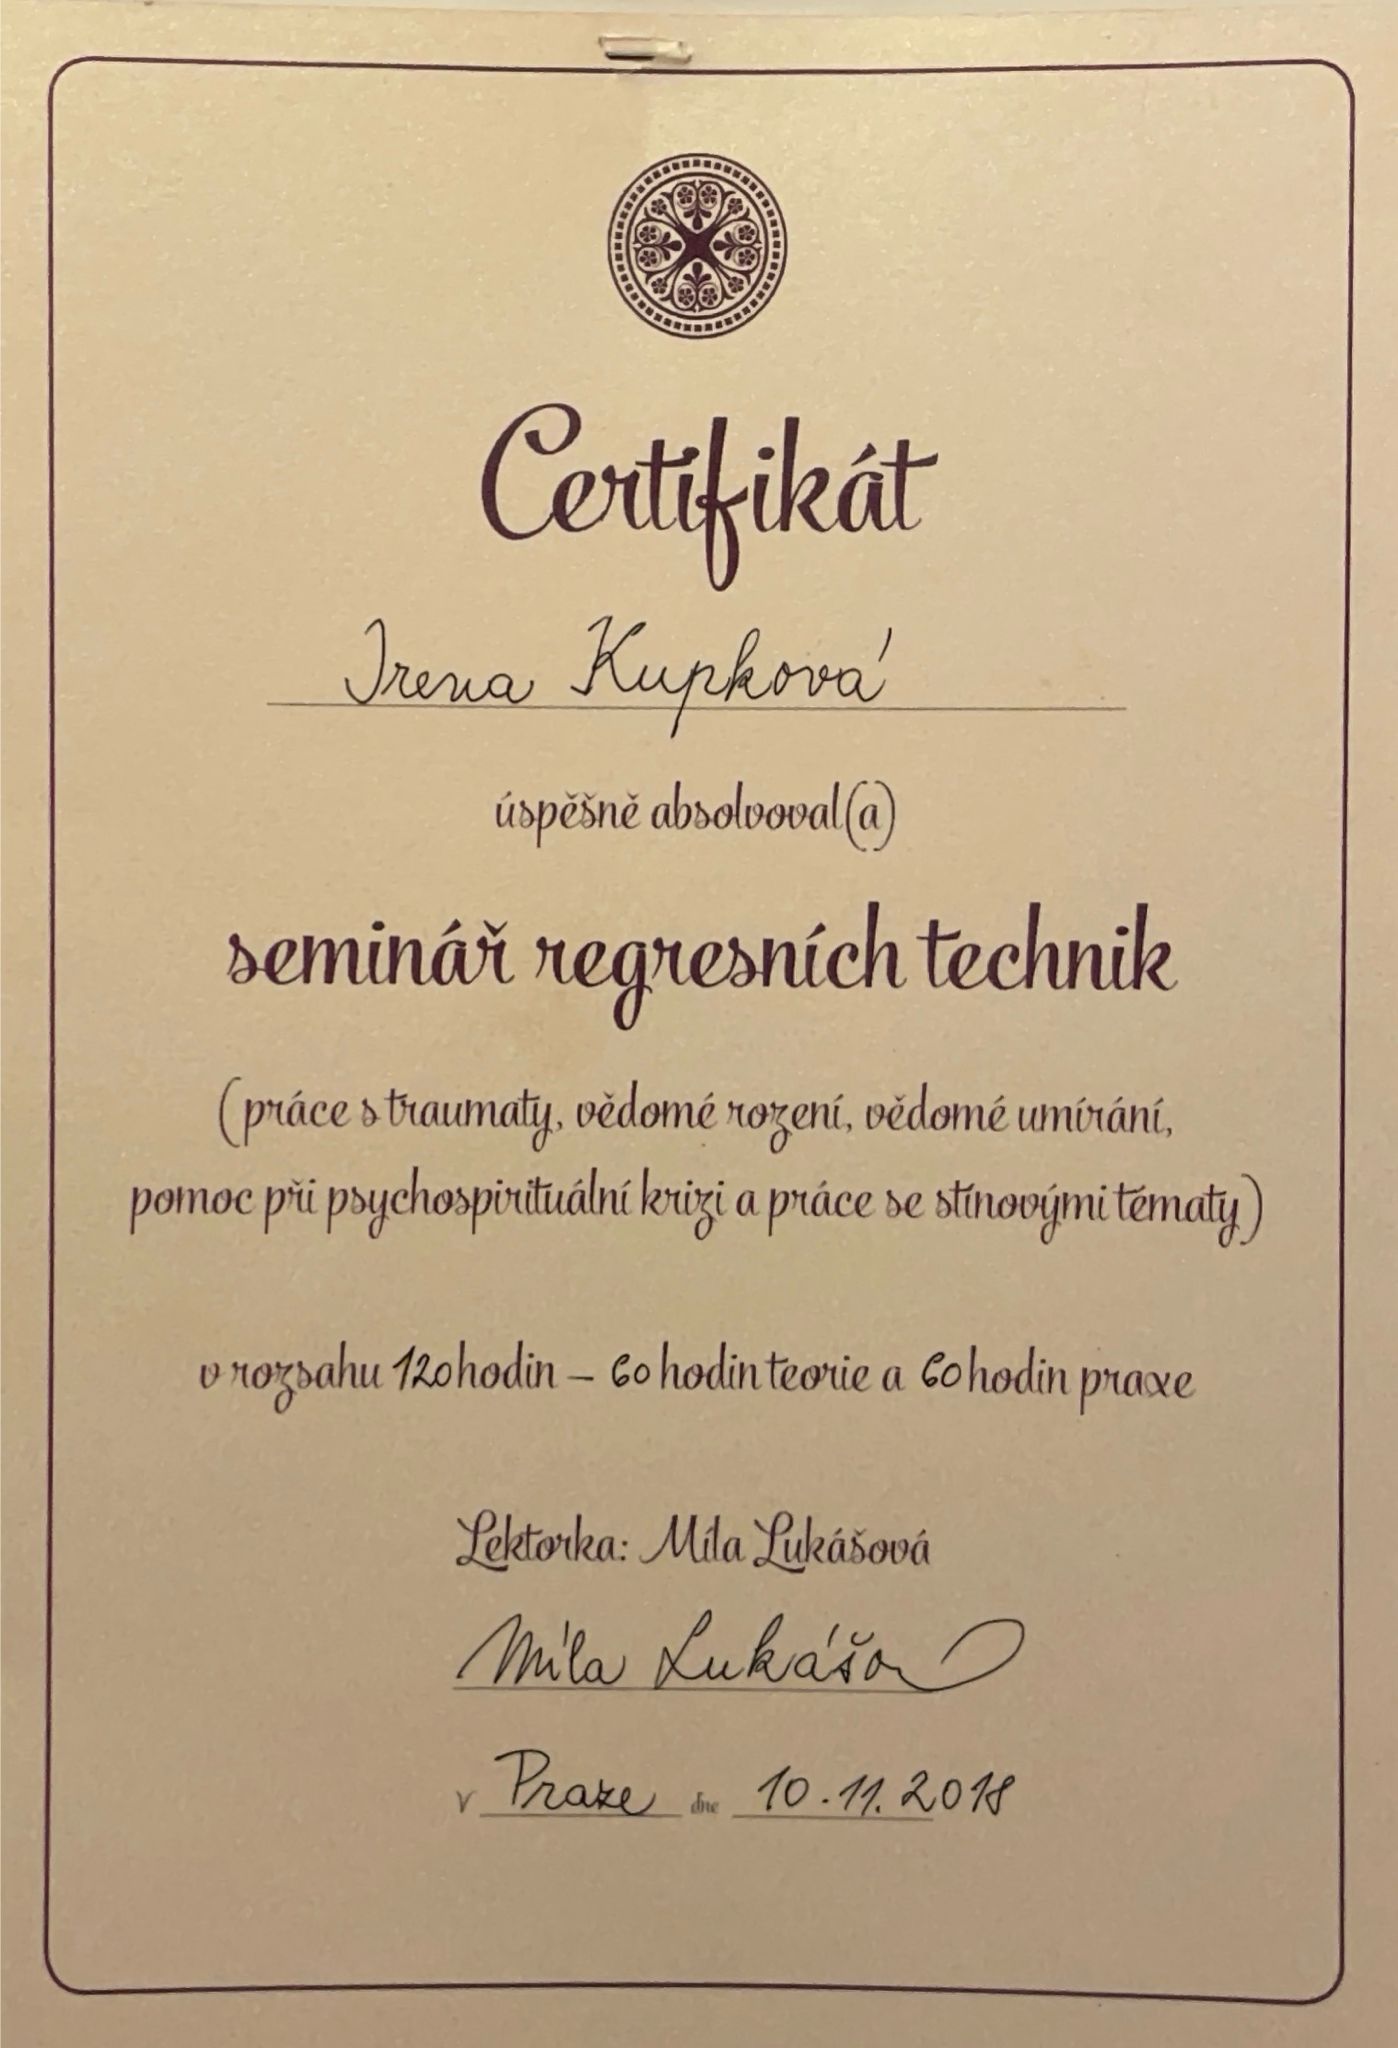 Certifikát
Irena Kupková
úspěšně absolvoval(a)
seminář regresních technik
(práce s traumaty, vědomé rození, vědomé umírání,
pomoc při psychospirituální krizi a práce se stínovými tématy)
v rozsahu 120 hodin – 60 hodin teorie a 60 hodin praxe
Lektorka: Míla Lukášová
Míla Lukášov
v Praze dne 10.11.2018